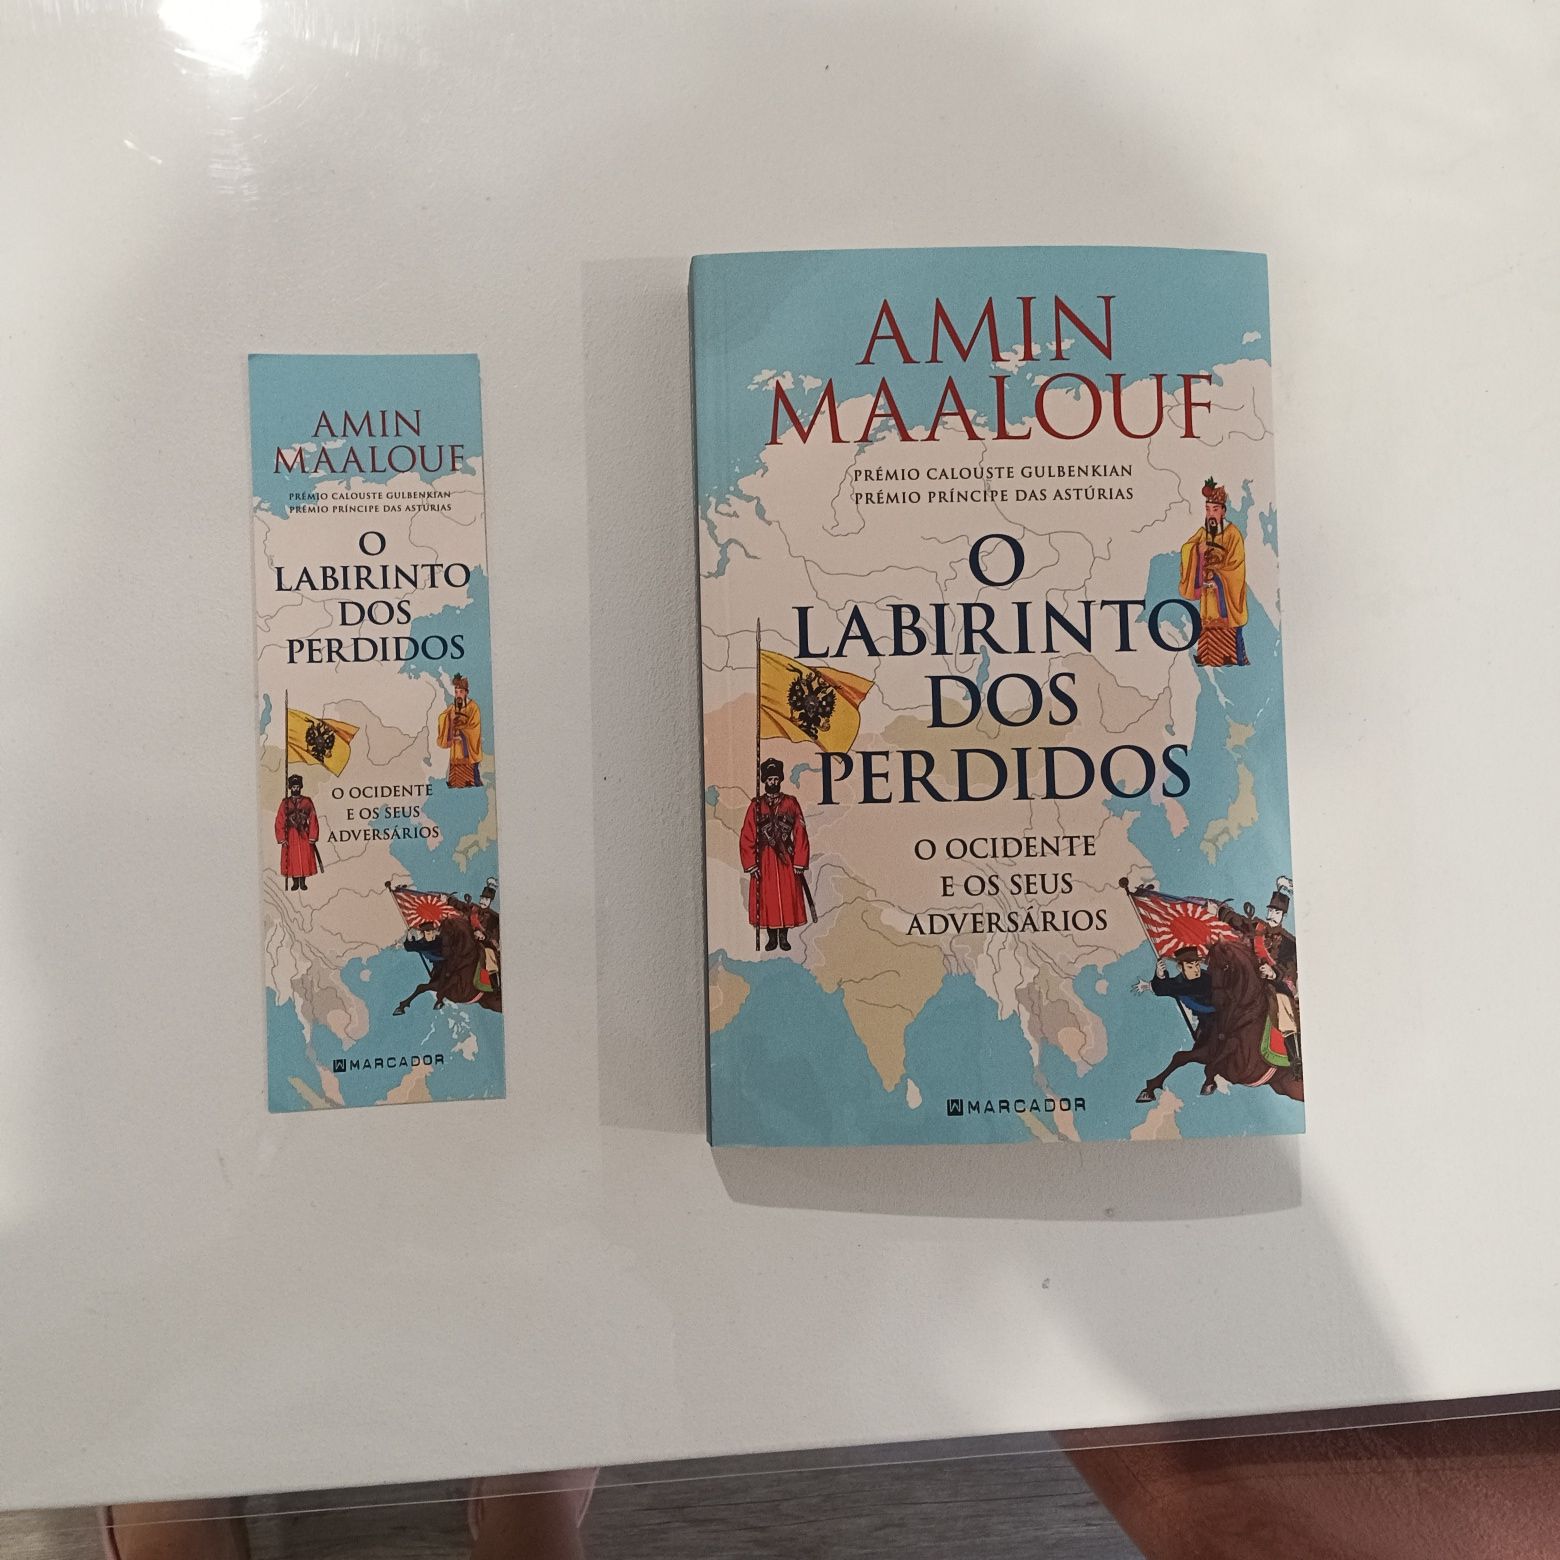 AMIN
MAALOUF
PRÉMIO CALOUSTE GULBENKIAN
PRÉMIO PRÍNCIPE DAS ASTÚRIAS
O
LABIRINTO
DOS
PERDIDOS
O OCIDENTE
E OS SEUS
ADVERSÁRIOS
MARCADOR
AMIN
MAALOUF
PRÉMIO CALOUSTE GULBENKIAN
PRÉMIO PRÍNCIPE DAS ASTÚRIAS
O
LABIRINTO
DOS
PERDIDOS
O OCIDENTE
E OS SEUS
ADVERSÁRIOS
MARCADOR